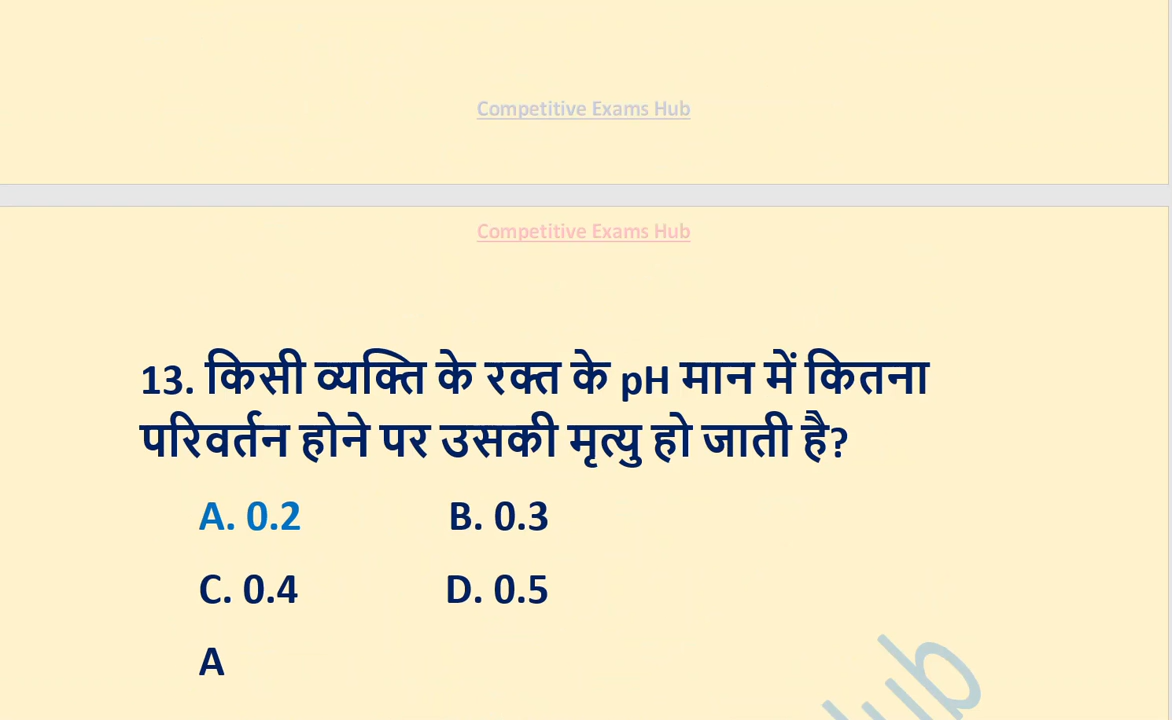 Competitive Exams Hub
Competitive Exams Hub
13. किसी व्यक्ति के रक्त के pH मान में कितना
परिवर्तन होने पर उसकी मृत्यु हो जाती है?
A. 0.2 B. 0.3
C. 0.4 D. 0.5
A
ub